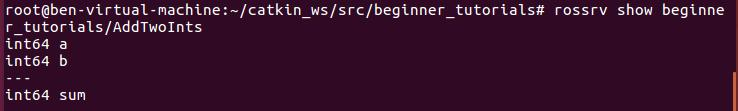 root@ben-virtual-machine:~/catkin_ws/src/beginner_tutorials# rossrv show beginne
r_tutorials/AddTwoInts
int64 a
int64 b
---
int64 sum